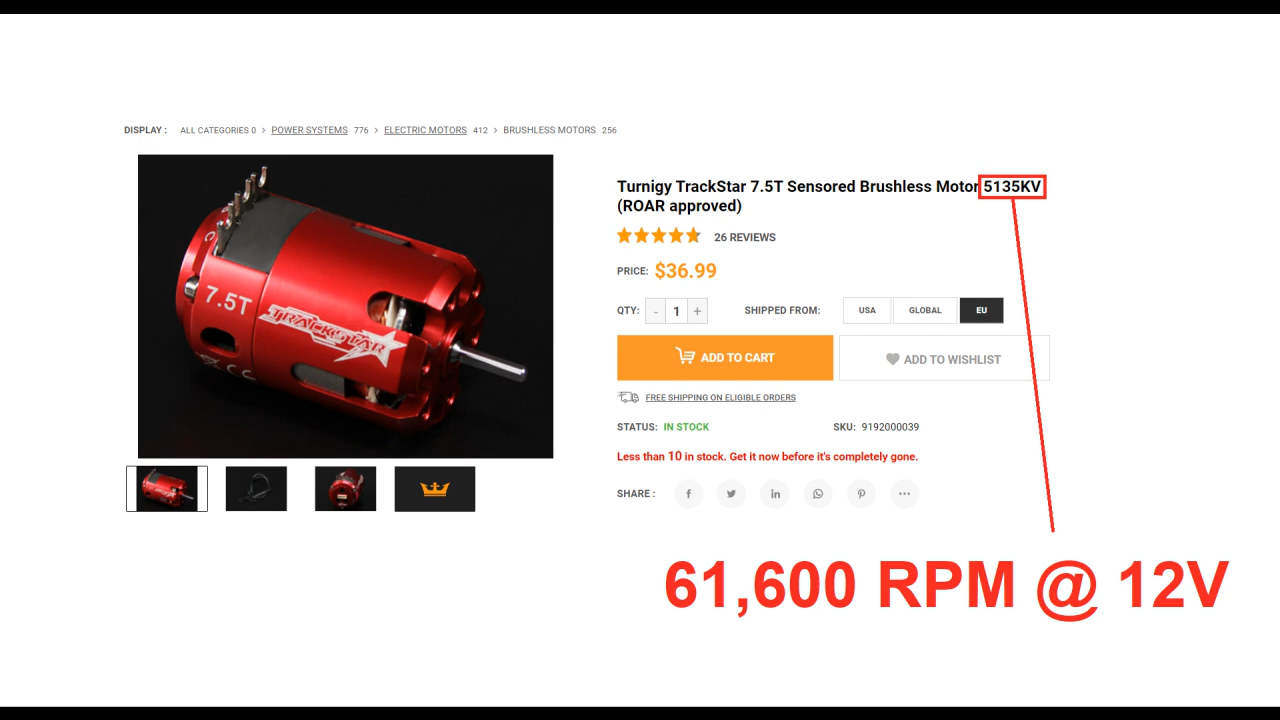 DISPLAY : ALL CATEGORIES 0 > POWER SYSTEMS 776 > ELECTRIC MOTORS 412 > BRUSHLESS MOTORS 256
7.5T
TRACKSTAR
Turnigy TrackStar 7.5T Sensored Brushless Motor 5135KV
(ROAR approved)
26 REVIEWS
PRICE: $36.99
QTY: - 1 + SHIPPED FROM: USA GLOBAL EU
ADD TO CART ADD TO WISHLIST
FREE SHIPPING ON ELIGIBLE ORDERS
STATUS: IN STOCK SKU: 9192000039
Less than 10 in stock. Get it now before it's completely gone.
SHARE :
61,600 RPM @ 12V